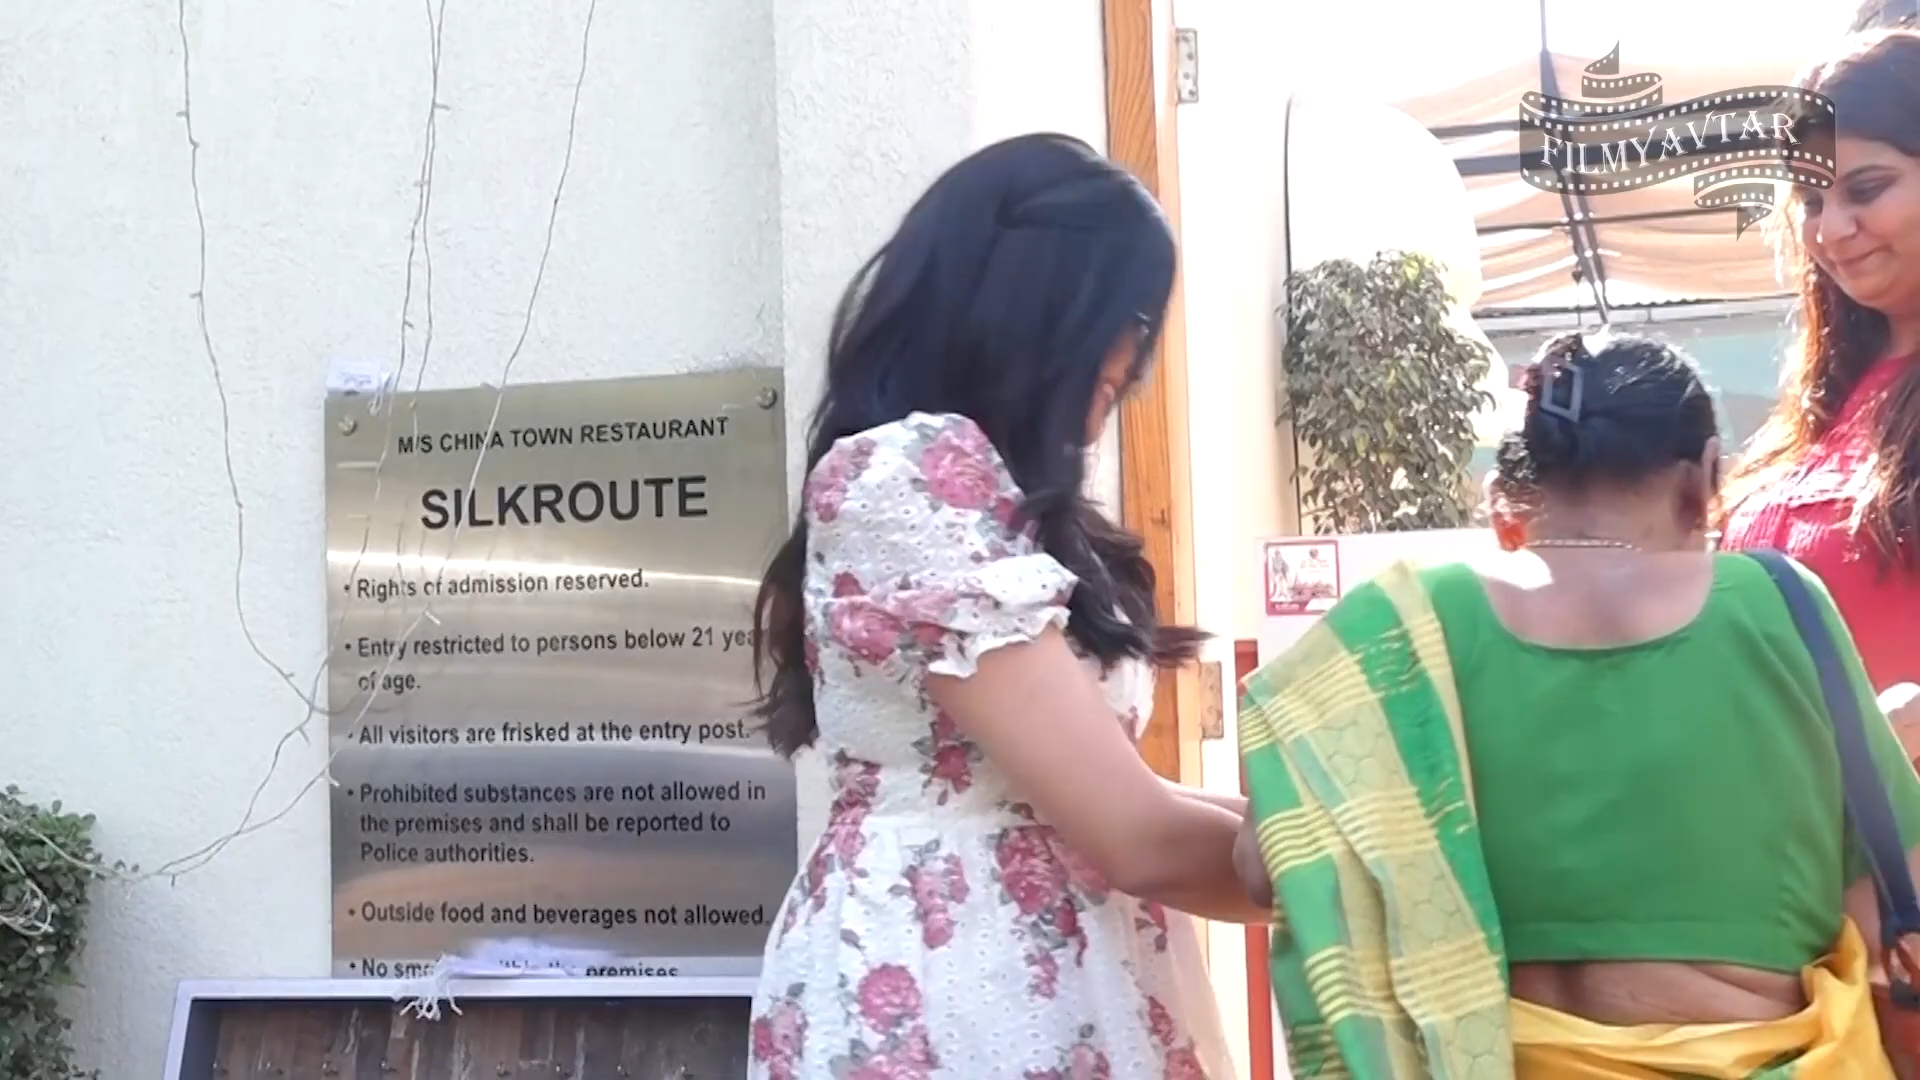 FILMYAVTAR
M/S CHINA TOWN RESTAURANT
SILKROUTE
• Rights of admission reserved.
• Entry restricted to persons below 21
of age.
• All visitors are frisked at the entry post.
• Prohibited substances are not allowed in
the premises and shall be reported to
Police authorities.
• Outside food and beverages not allowed.
• No premises